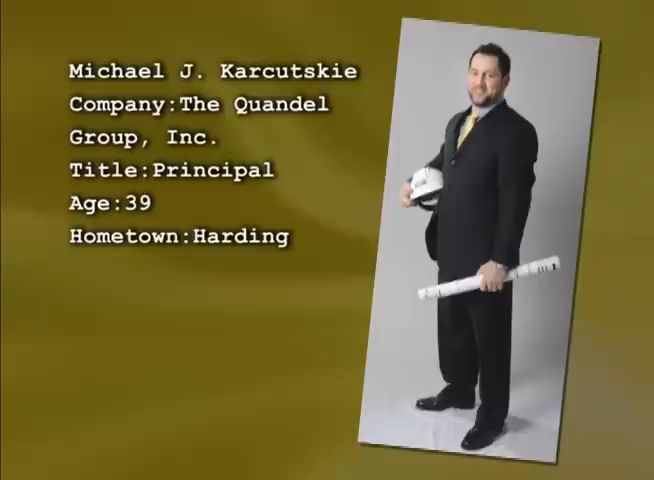 Michael J. Karcutskie
Company:The Quandel
Group, Inc.
Title:Principal
Age:39
Hometown:Harding